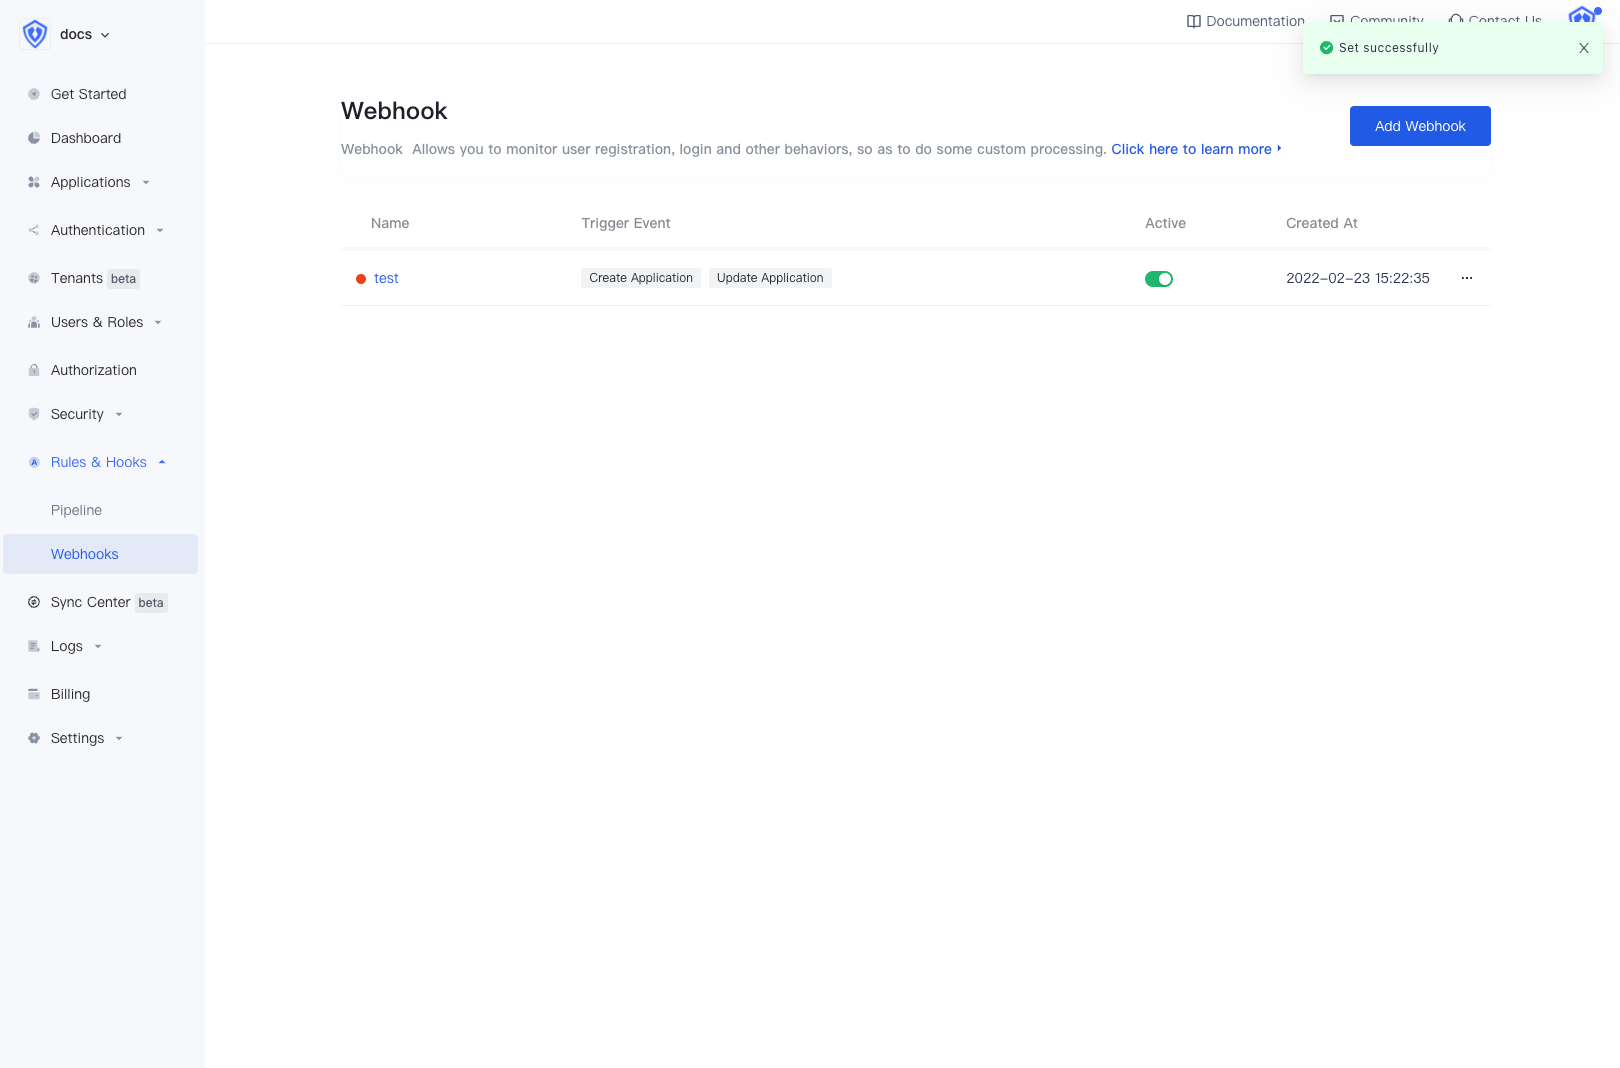 docs
Documentation
Community
Contact Us
Set successfully
Get Started
Dashboard
Applications
Authentication
Tenants beta
Users & Roles
Authorization
Security
Rules & Hooks
Pipeline
Webhooks
Sync Center beta
Logs
Billing
Settings
Webhook
Add Webhook
Webhook Allows you to monitor user registration, login and other behaviors, so as to do some custom processing. Click here to learn more
Name Trigger Event Active Created At
test Create Application Update Application 2022-02-23 15:22:35 ···